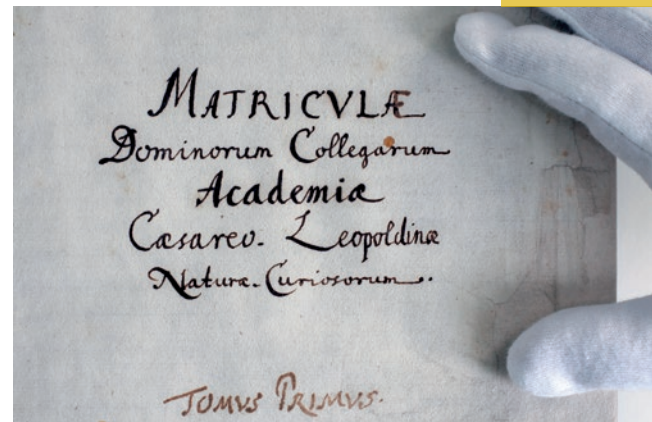 MATRICVLÆ
Dominorum Collegarum
Academiæ
Cæsareo- Leopoldinæ
Naturæ-Curiosorum.
TOMVS PRIMVS.